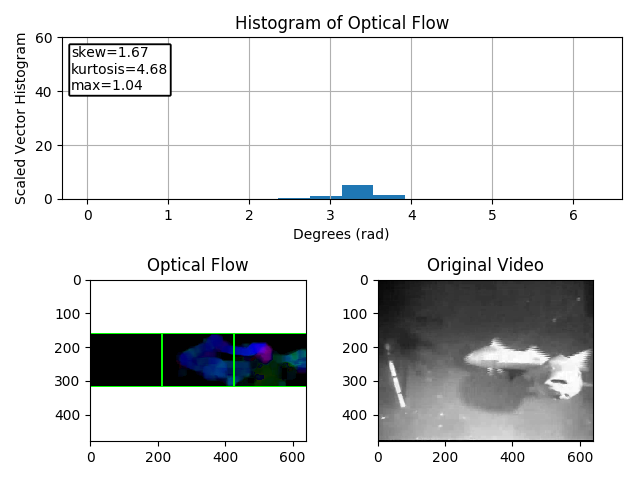 Histogram of Optical Flow
skew=1.67
kurtosis=4.68
max=1.04
Scaled Vector Histogram
60
40
20
0
0 1 2 3 4 5 6
Degrees (rad)
Optical Flow
0
100
200
300
400
0 200 400 600
Original Video
0
100
200
300
400
0 200 400 600